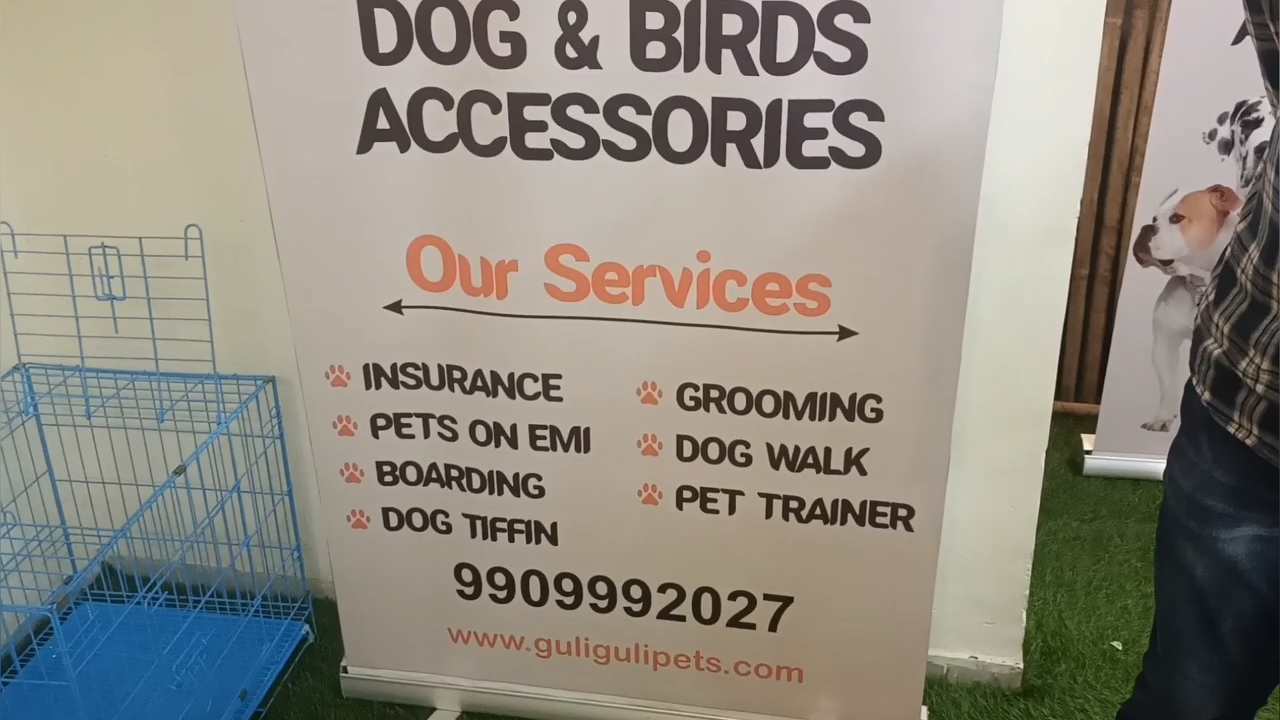 DOG & BIRDS
ACCESSORIES
Our Services
INSURANCE
PETS ON EMI
BOARDING
DOG TIFFIN
GROOMING
DOG WALK
PET TRAINER
9909992027
www.guligulipets.com